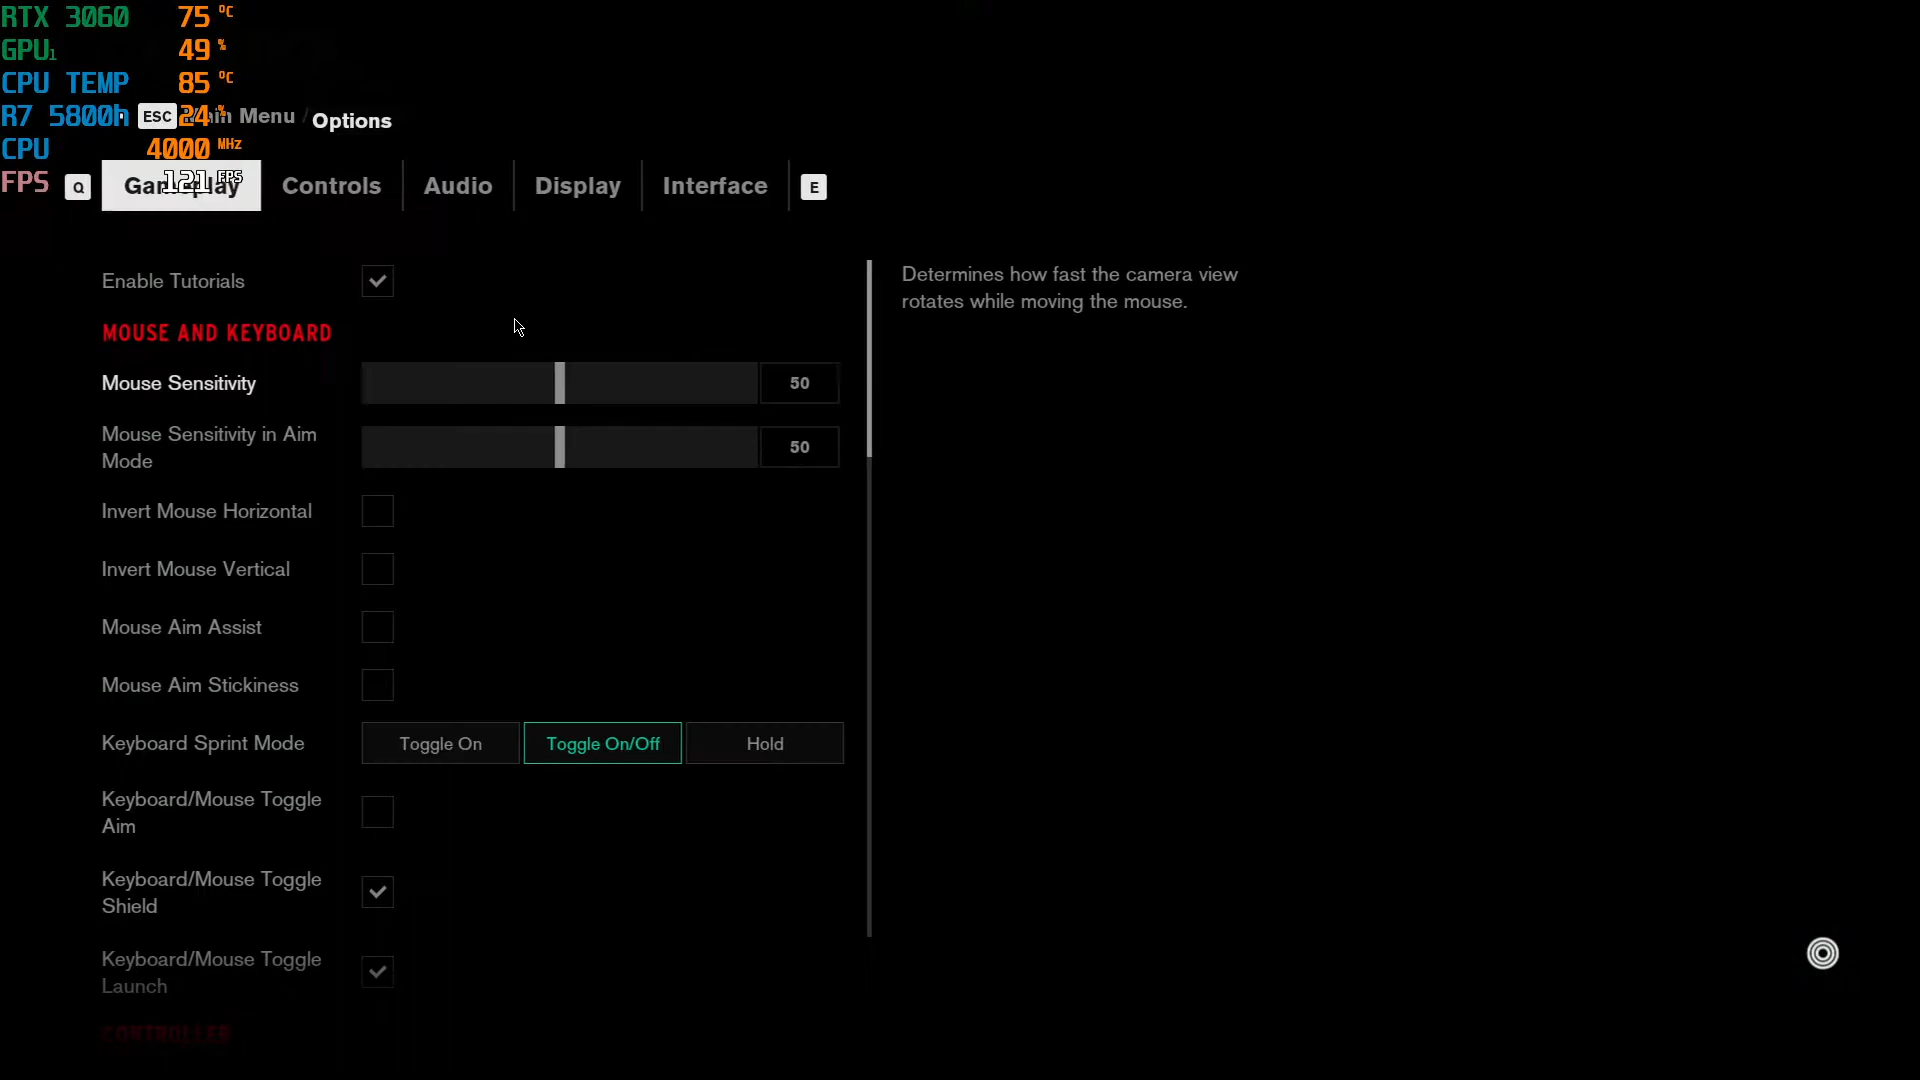 RTX 3060 75 °C
GPU1 49 %
CPU TEMP 85 °C
R7 5800h 24 %
ESC Main Menu / Options
CPU 4000 MHz
FPS 121 FPS
Q Gameplay Controls Audio Display Interface E
Enable Tutorials
MOUSE AND KEYBOARD
Mouse Sensitivity 50
Mouse Sensitivity in Aim
Mode
50
Invert Mouse Horizontal
Invert Mouse Vertical
Mouse Aim Assist
Mouse Aim Stickiness
Keyboard Sprint Mode Toggle On Toggle On/Off Hold
Keyboard/Mouse Toggle
Aim
Keyboard/Mouse Toggle
Shield
Keyboard/Mouse Toggle
Launch
CONTROLLER
Determines how fast the camera view
rotates while moving the mouse.